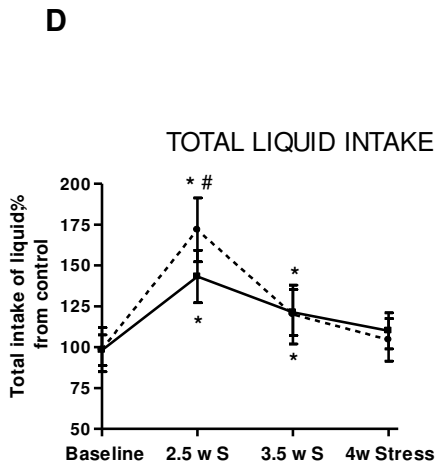 D
TOTAL LIQUID INTAKE
Total intake of liquid%
from control
200
175
150
125
100
75
50
* #
*
*
*
Baseline 2.5 w S 3.5 w S 4w Stress